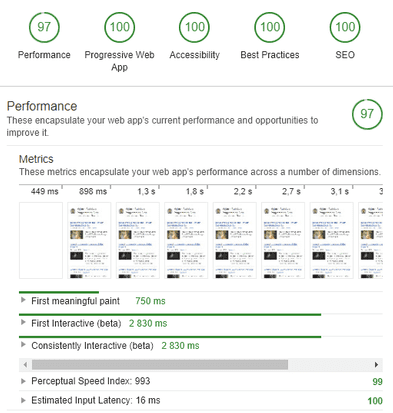 97 100 100 100 100
Performance Progressive Web App Accessibility Best Practices SEO
Performance
These encapsulate your web app's current performance and opportunities to
improve it.
97
Metrics
These metrics encapsulate your web app's performance across a number of dimensions.
449 ms 898 ms 1,3 s 1,8 s 2,2 s 2,7 s 3,1 s 3
First meaningful paint 750 ms
First Interactive (beta) 2 830 ms
Consistently Interactive (beta) 2 830 ms
Perceptual Speed Index: 993 99
Estimated Input Latency: 16 ms 100